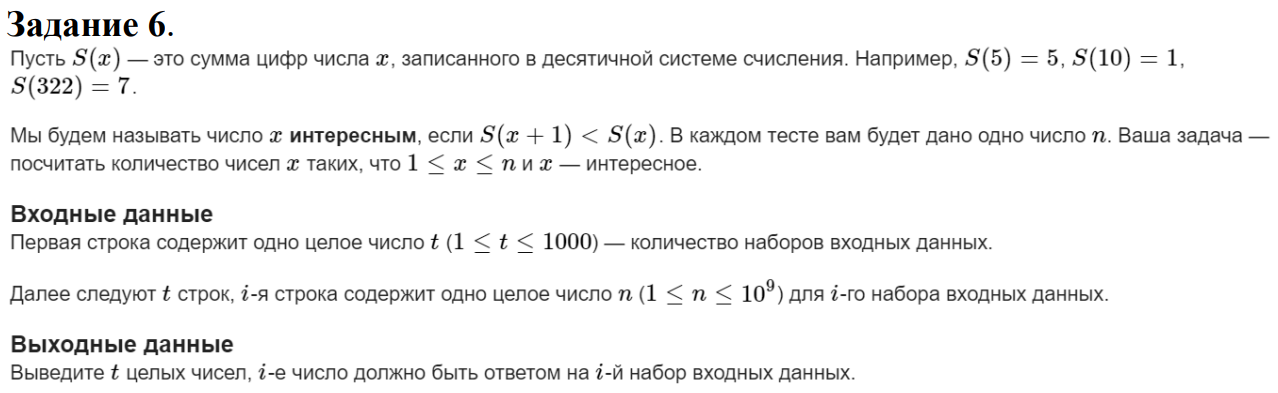 Задание 6.
Пусть S(x) — это сумма цифр числа x, записанного в десятичной системе счисления. Например, S(5) = 5, S(10) = 1,
S(322) = 7.
Мы будем называть число x интересным, если S(x + 1) < S(x). В каждом тесте вам будет дано одно число n. Ваша задача —
посчитать количество чисел x таких, что 1 ≤ x ≤ n и x — интересное.
Входные данные
Первая строка содержит одно целое число t (1 ≤ t ≤ 1000) — количество наборов входных данных.
Далее следуют t строк, i-я строка содержит одно целое число n (1 ≤ n ≤ 10⁹) для i-го набора входных данных.
Выходные данные
Выведите t целых чисел, i-е число должно быть ответом на i-й набор входных данных.